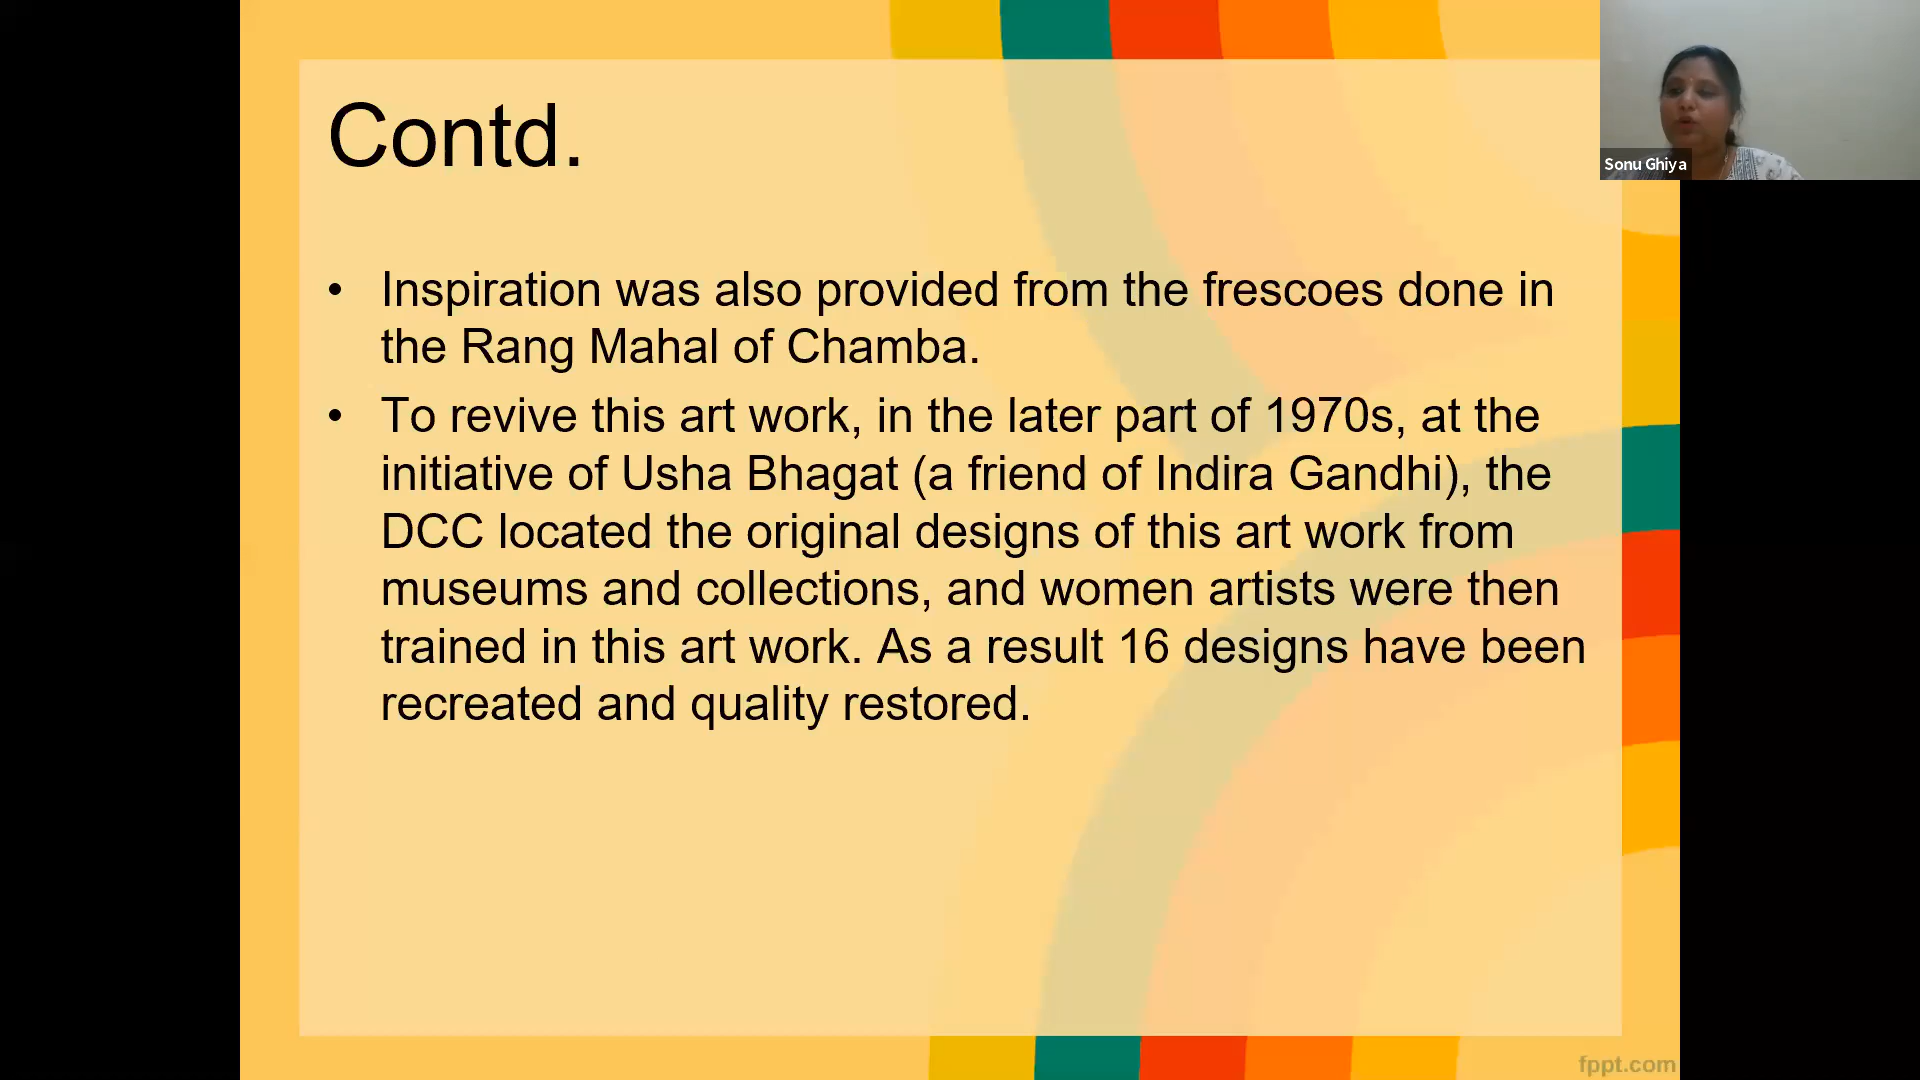 Contd.
Sonu Ghiya
• Inspiration was also provided from the frescoes done in
the Rang Mahal of Chamba.
• To revive this art work, in the later part of 1970s, at the
initiative of Usha Bhagat (a friend of Indira Gandhi), the
DCC located the original designs of this art work from
museums and collections, and women artists were then
trained in this art work. As a result 16 designs have been
recreated and quality restored.
fppt.com